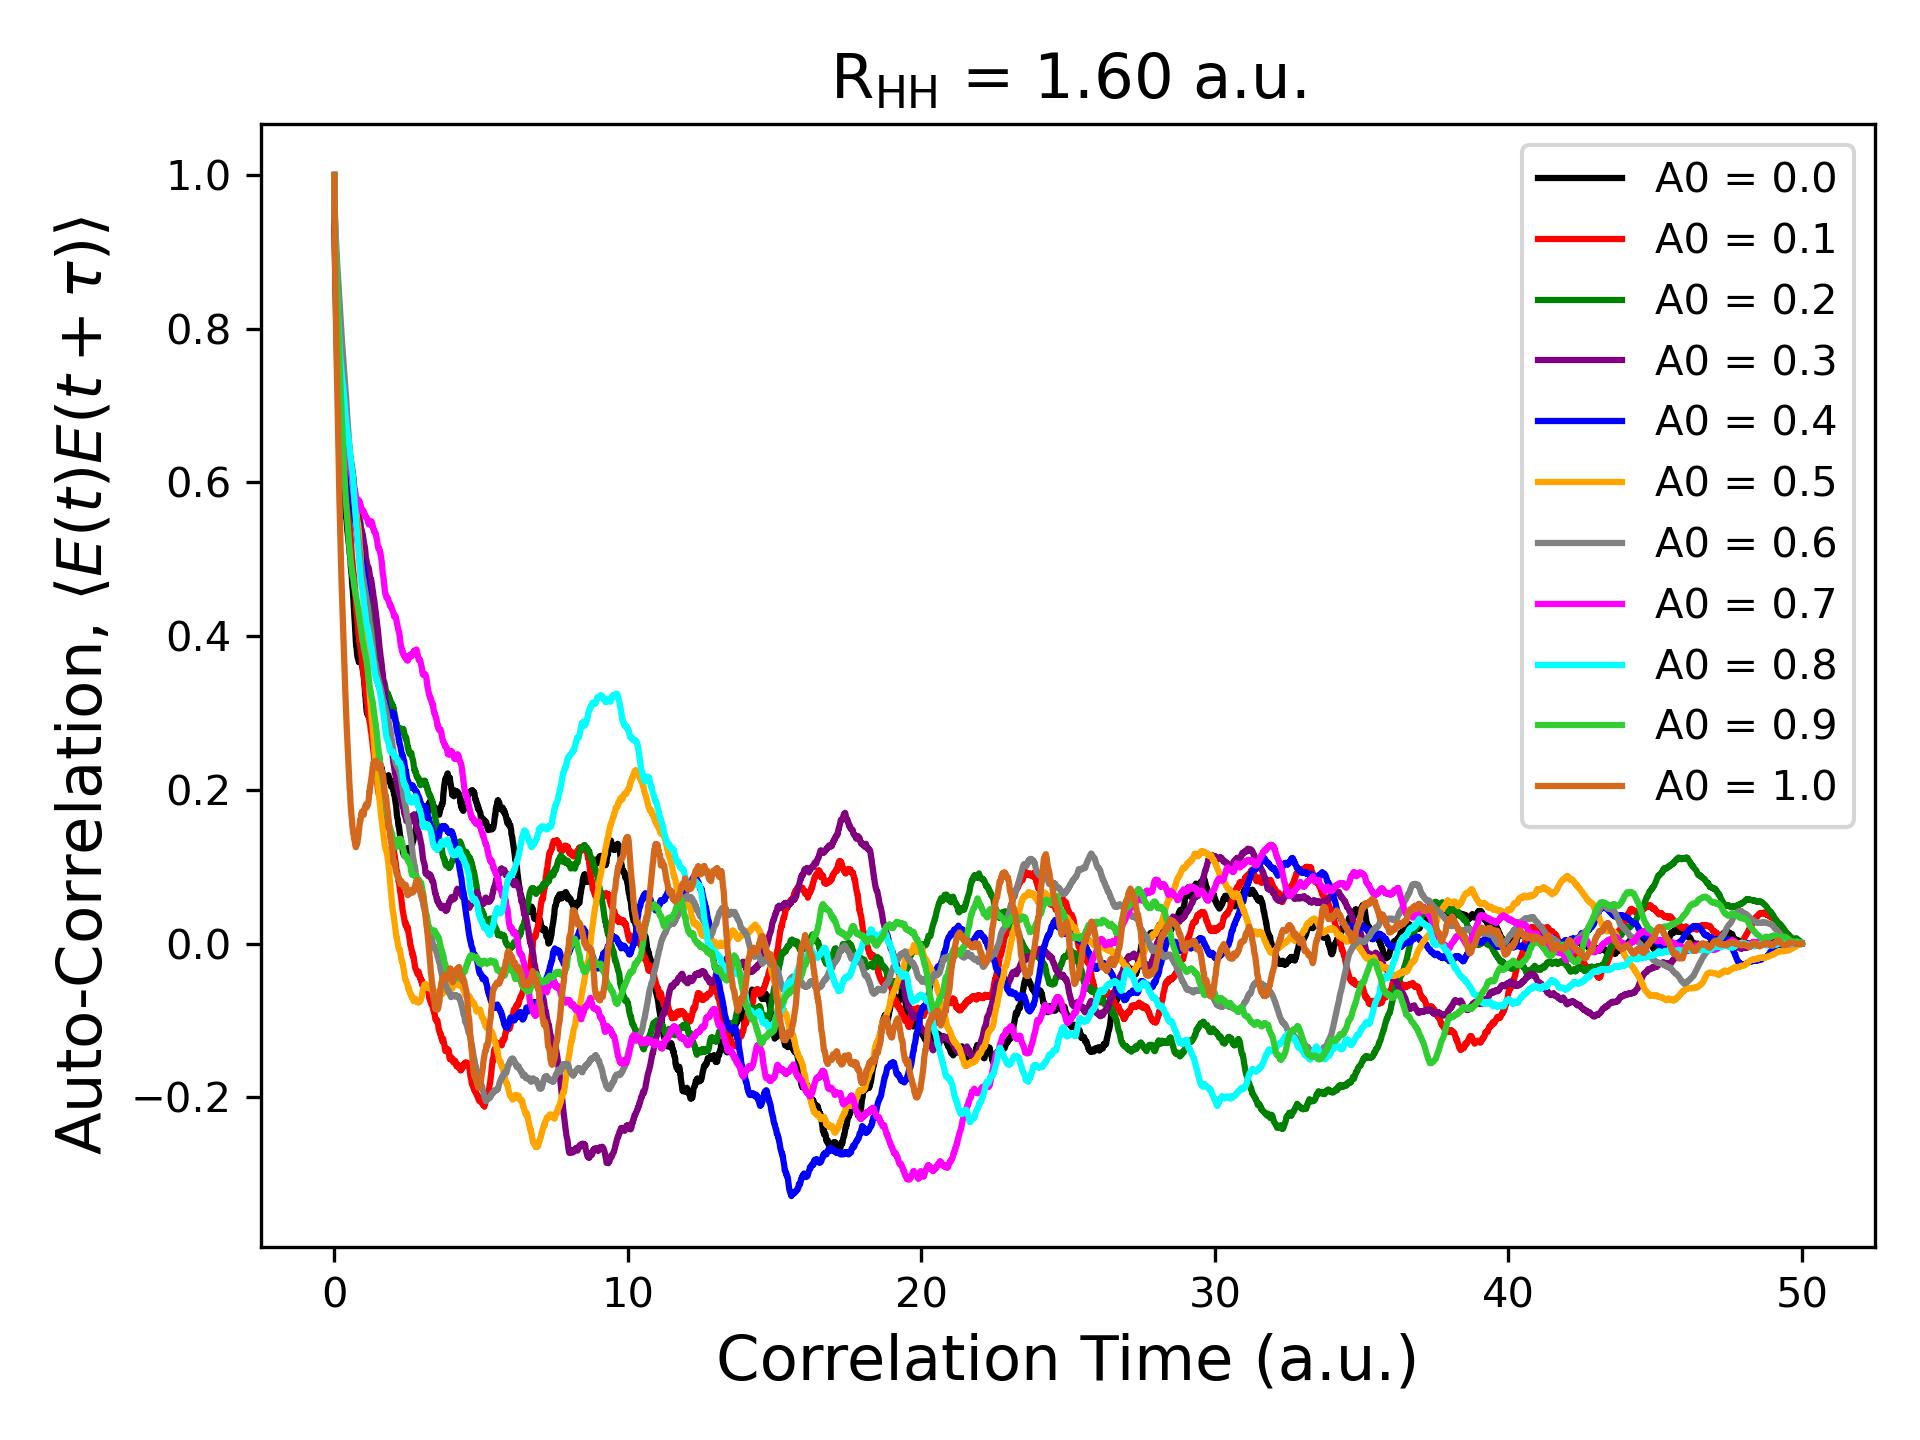 R_HH = 1.60 a.u.
Auto-Correlation, ⟨E(t)E(t + τ)⟩
1.0
0.8
0.6
0.4
0.2
0.0
−0.2
A0 = 0.0
A0 = 0.1
A0 = 0.2
A0 = 0.3
A0 = 0.4
A0 = 0.5
A0 = 0.6
A0 = 0.7
A0 = 0.8
A0 = 0.9
A0 = 1.0
0 10 20 30 40 50
Correlation Time (a.u.)